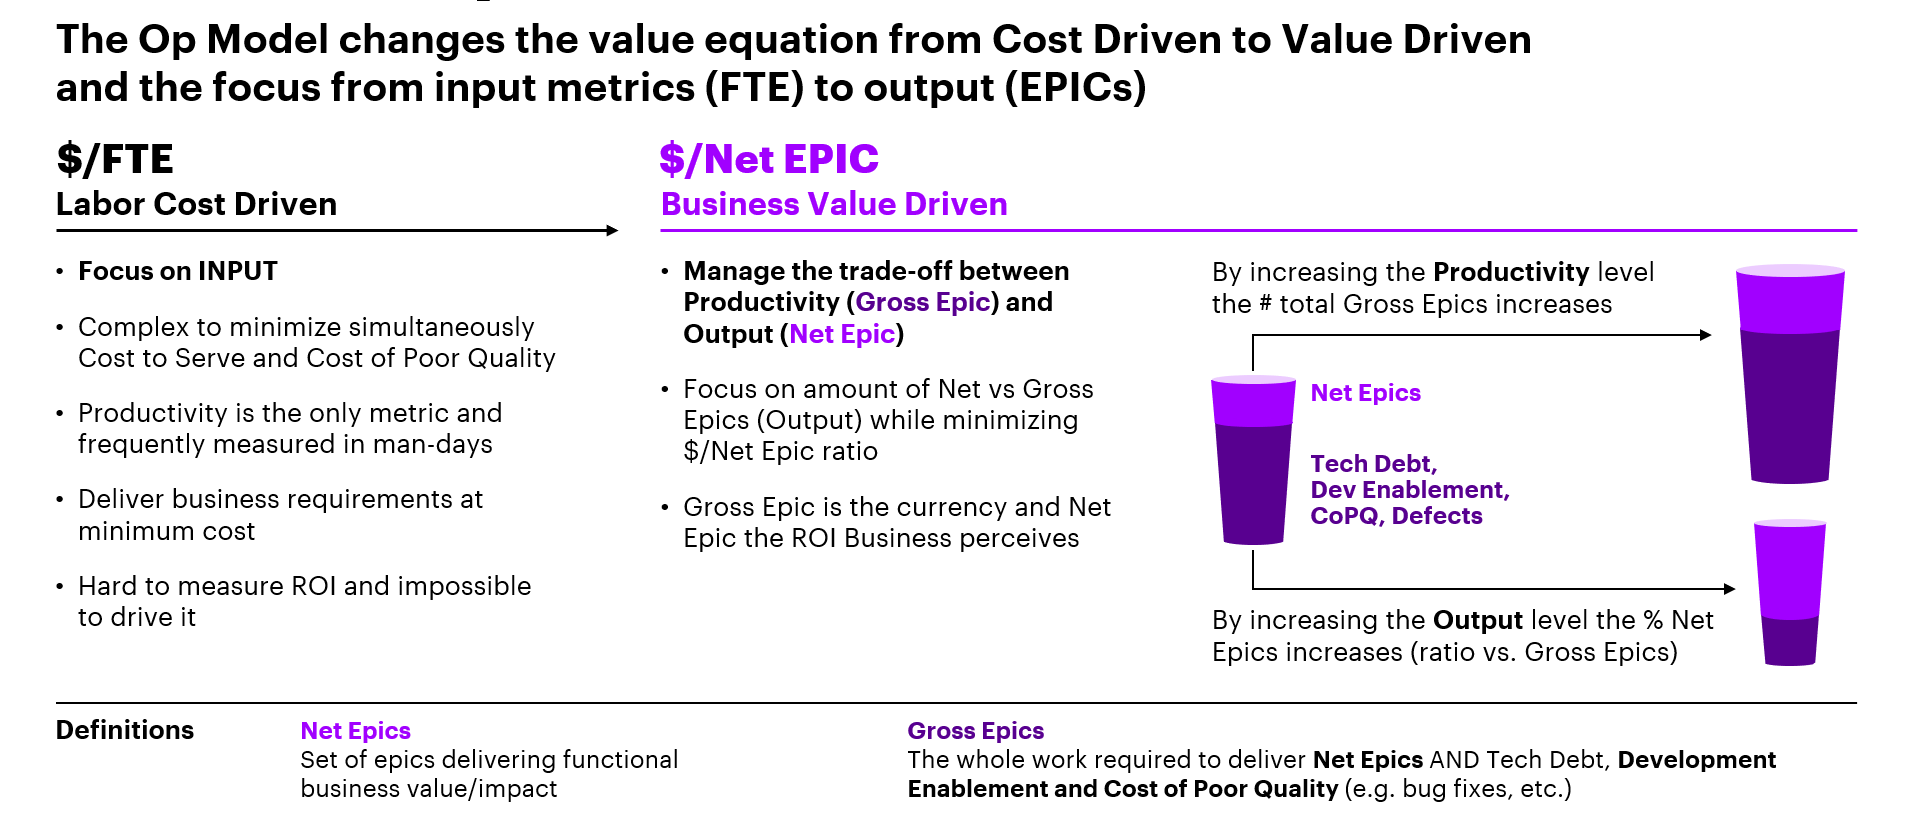 The Op Model changes the value equation from Cost Driven to Value Driven
and the focus from input metrics (FTE) to output (EPICs)
$/FTE
Labor Cost Driven
• Focus on INPUT
• Complex to minimize simultaneously
Cost to Serve and Cost of Poor Quality
• Productivity is the only metric and
frequently measured in man-days
• Deliver business requirements at
minimum cost
• Hard to measure ROI and impossible
to drive it
$/Net EPIC
Business Value Driven
• Manage the trade-off between
Productivity (Gross Epic) and
Output (Net Epic)
• Focus on amount of Net vs Gross
Epics (Output) while minimizing
$/Net Epic ratio
• Gross Epic is the currency and Net
Epic the ROI Business perceives
By increasing the Productivity level
the # total Gross Epics increases
Net Epics
Tech Debt,
Dev Enablement,
CoPQ, Defects
By increasing the Output level the % Net
Epics increases (ratio vs. Gross Epics)
Definitions
Net Epics
Set of epics delivering functional
business value/impact
Gross Epics
The whole work required to deliver Net Epics AND Tech Debt, Development
Enablement and Cost of Poor Quality (e.g. bug fixes, etc.)